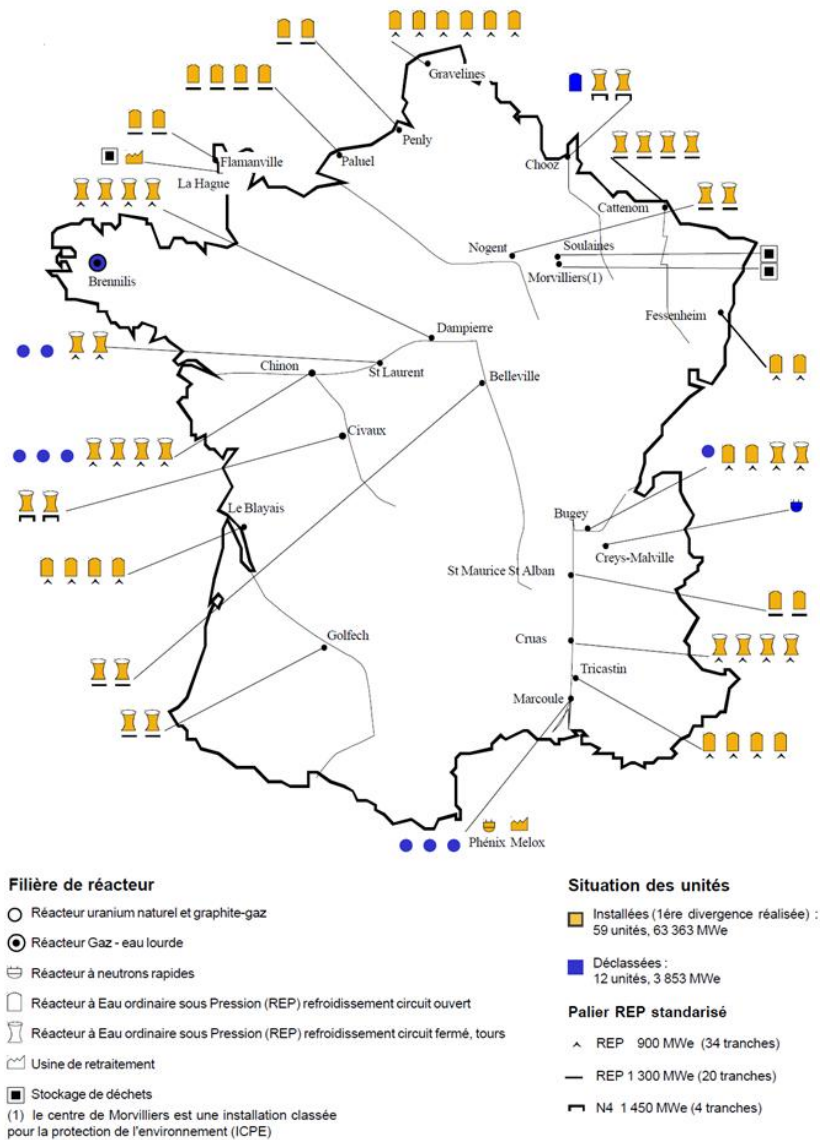 Gravelines
Penly
Chooz
Flamanville
Paluel
La Hague
Cattenom
Nogent
Soulaines
Morvilliers(1)
Brennilis
Fessenheim
Dampierre
Chinon
St Laurent
Belleville
Civaux
Le Blayais
Bugey
Creys-Malville
St Maurice St Alban
Golfech
Cruas
Tricastin
Marcoule
Phénix Melox
Filière de réacteur
Réacteur uranium naturel et graphite-gaz
Réacteur Gaz - eau lourde
Réacteur à neutrons rapides
Réacteur à Eau ordinaire sous Pression (REP) refroidissement circuit ouvert
Réacteur à Eau ordinaire sous Pression (REP) refroidissement circuit fermé, tours
Usine de retraitement
Stockage de déchets
(1) le centre de Morvilliers est une installation classée
pour la protection de l'environnement (ICPE)
Situation des unités
Installées (1ére divergence réalisée) :
59 unités, 63 363 MWe
Déclassées :
12 unités, 3 853 MWe
Palier REP standarisé
REP 900 MWe (34 tranches)
REP 1 300 MWe (20 tranches)
N4 1 450 MWe (4 tranches)